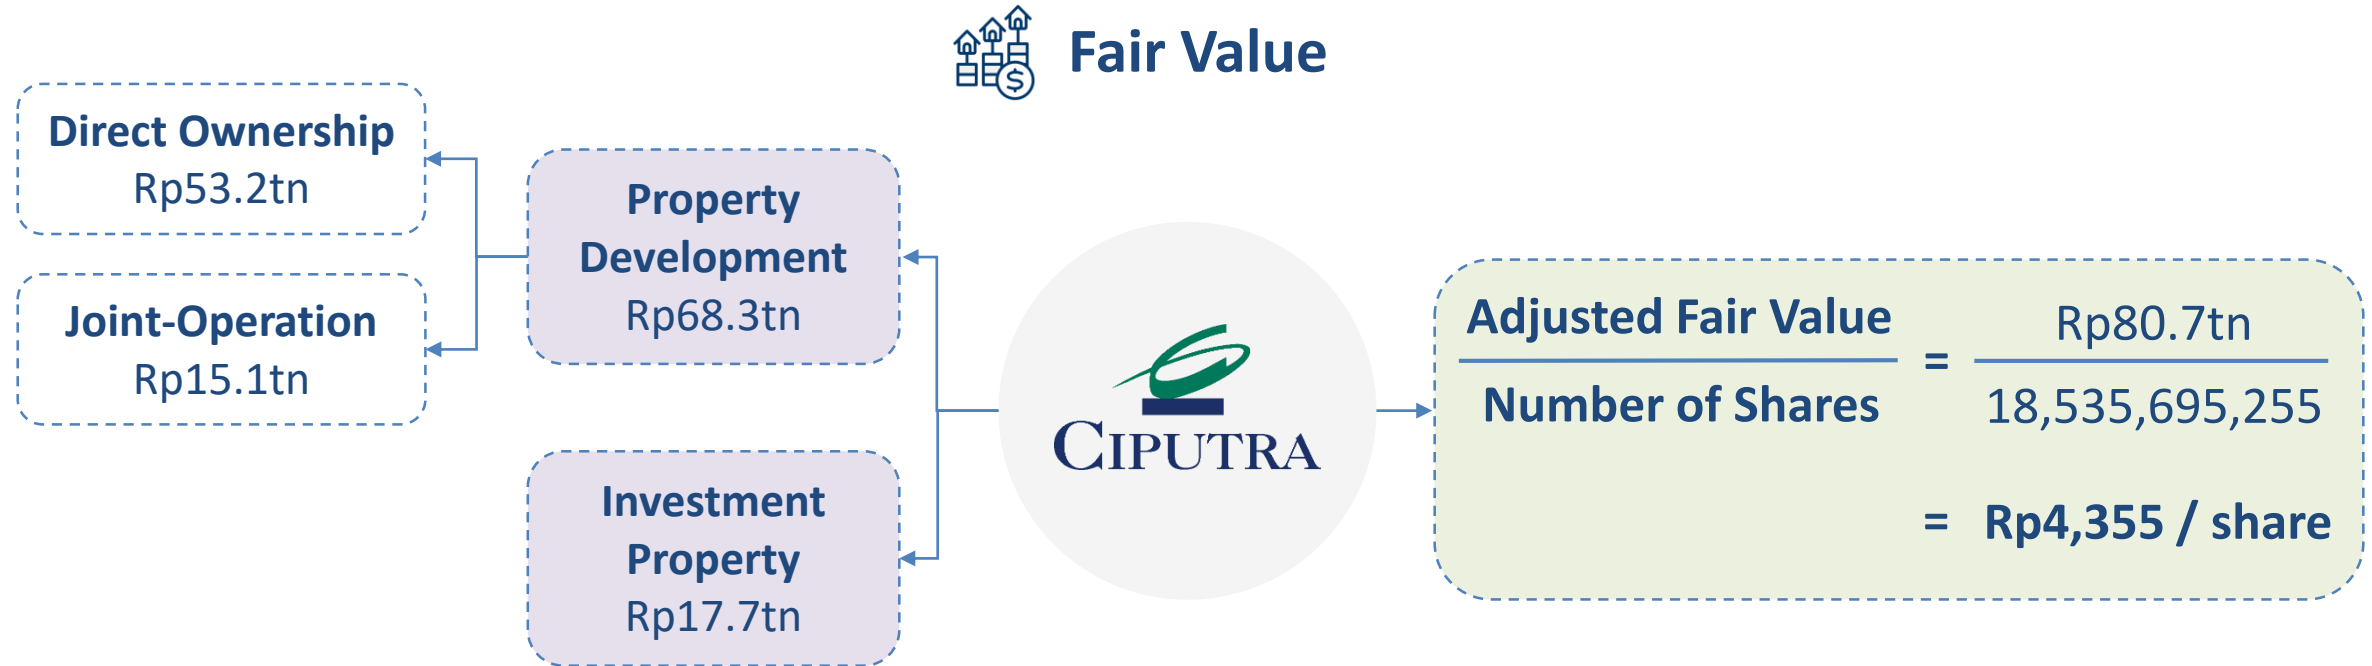 Fair Value
Direct Ownership
Rp53.2tn
Joint-Operation
Rp15.1tn
Property
Development
Rp68.3tn
Investment
Property
Rp17.7tn
$
CIPUTRA
Adjusted Fair Value
Number of Shares
=
Rp80.7tn
18,535,695,255
= Rp4,355 / share